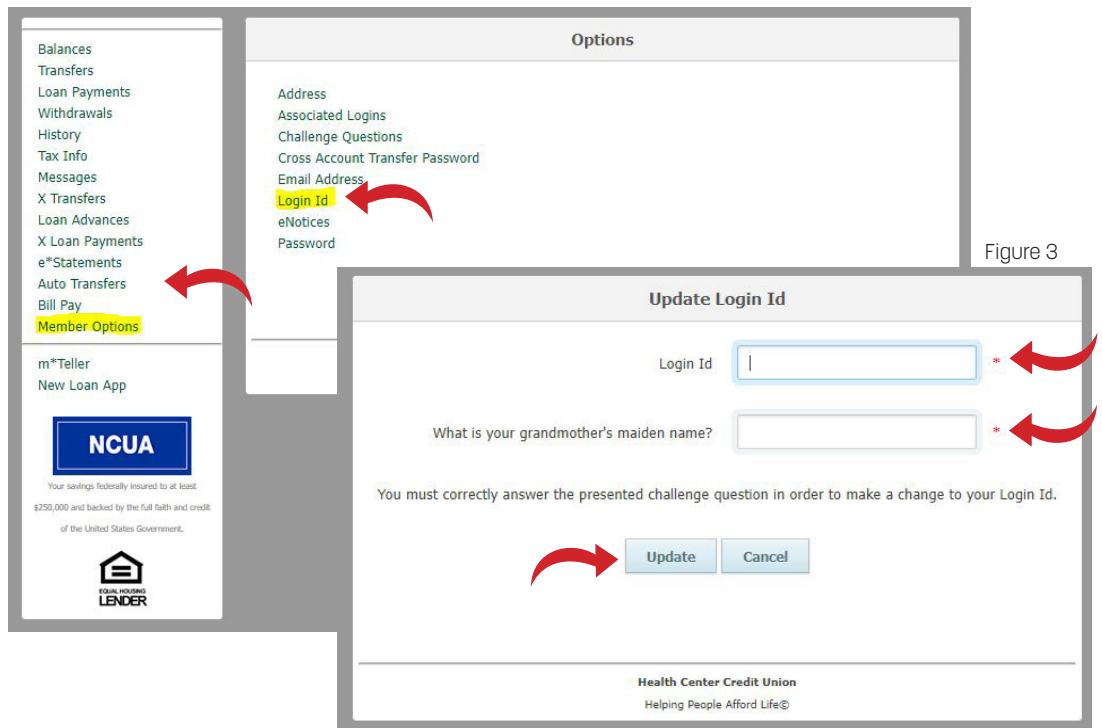 Balances
Transfers
Loan Payments
Withdrawals
History
Tax Info
Messages
X Transfers
Loan Advances
X Loan Payments
e*Statements
Auto Transfers
Bill Pay
Member Options
m*Teller
New Loan App
NCUA
Your savings federally insured to at least
$250,000 and backed by the full faith and credit
of the United States Government.
EQUAL HOUSING
LENDER
Options
Address
Associated Logins
Challenge Questions
Cross Account Transfer Password
Email Address
Login Id
eNotices
Password
Figure 3
Update Login Id
Login Id *
What is your grandmother's maiden name? *
You must correctly answer the presented challenge question in order to make a change to your Login Id.
Update Cancel
Health Center Credit Union
Helping People Afford Life©